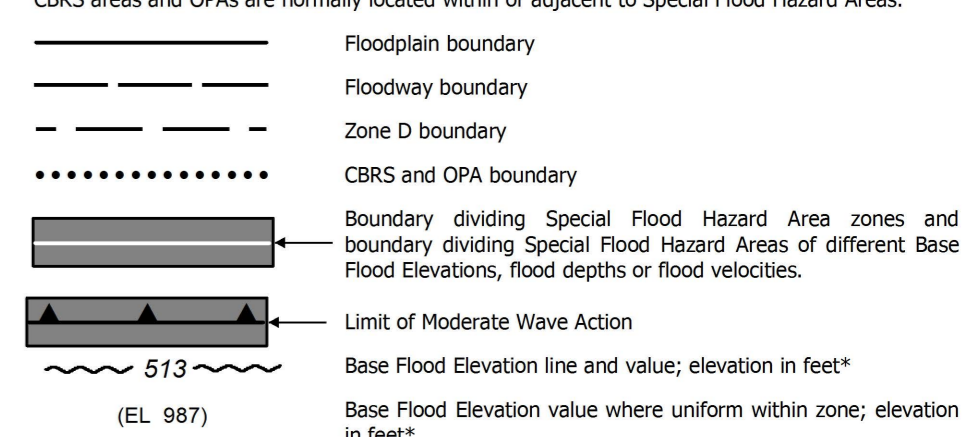 CBRS areas and OPAs are normally located within or adjacent to Special Flood Hazard Areas.
Floodplain boundary
Floodway boundary
Zone D boundary
CBRS and OPA boundary
Boundary dividing Special Flood Hazard Area zones and
boundary dividing Special Flood Hazard Areas of different Base
Flood Elevations, flood depths or flood velocities.
Limit of Moderate Wave Action
513 Base Flood Elevation line and value; elevation in feet*
(EL 987) Base Flood Elevation value where uniform within zone; elevation
in feet*